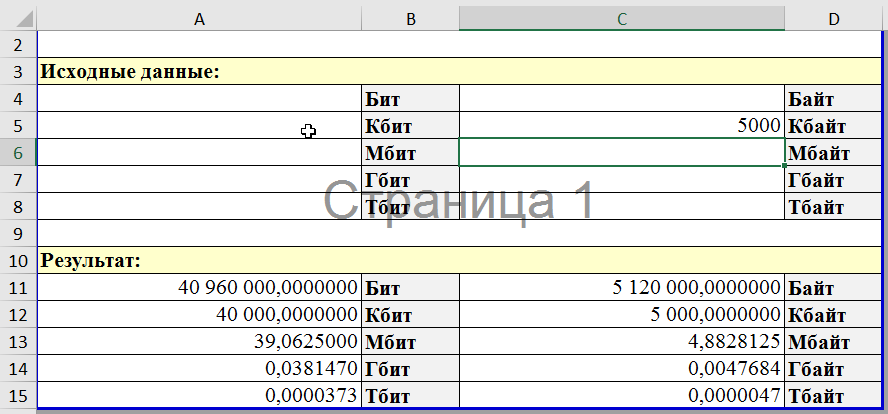 A B C D
2
3 Исходные данные:
4 Бит Байт
5 Кбит 5000 Кбайт
6 Мбит Мбайт
7 Гбит Гбайт
Страница 1
8 Тбит Тбайт
9
10 Результат:
11 40 960 000,0000000 Бит 5 120 000,0000000 Байт
12 40 000,0000000 Кбит 5 000,0000000 Кбайт
13 39,0625000 Мбит 4,8828125 Мбайт
14 0,0381470 Гбит 0,0047684 Гбайт
15 0,0000373 Тбит 0,0000047 Тбайт